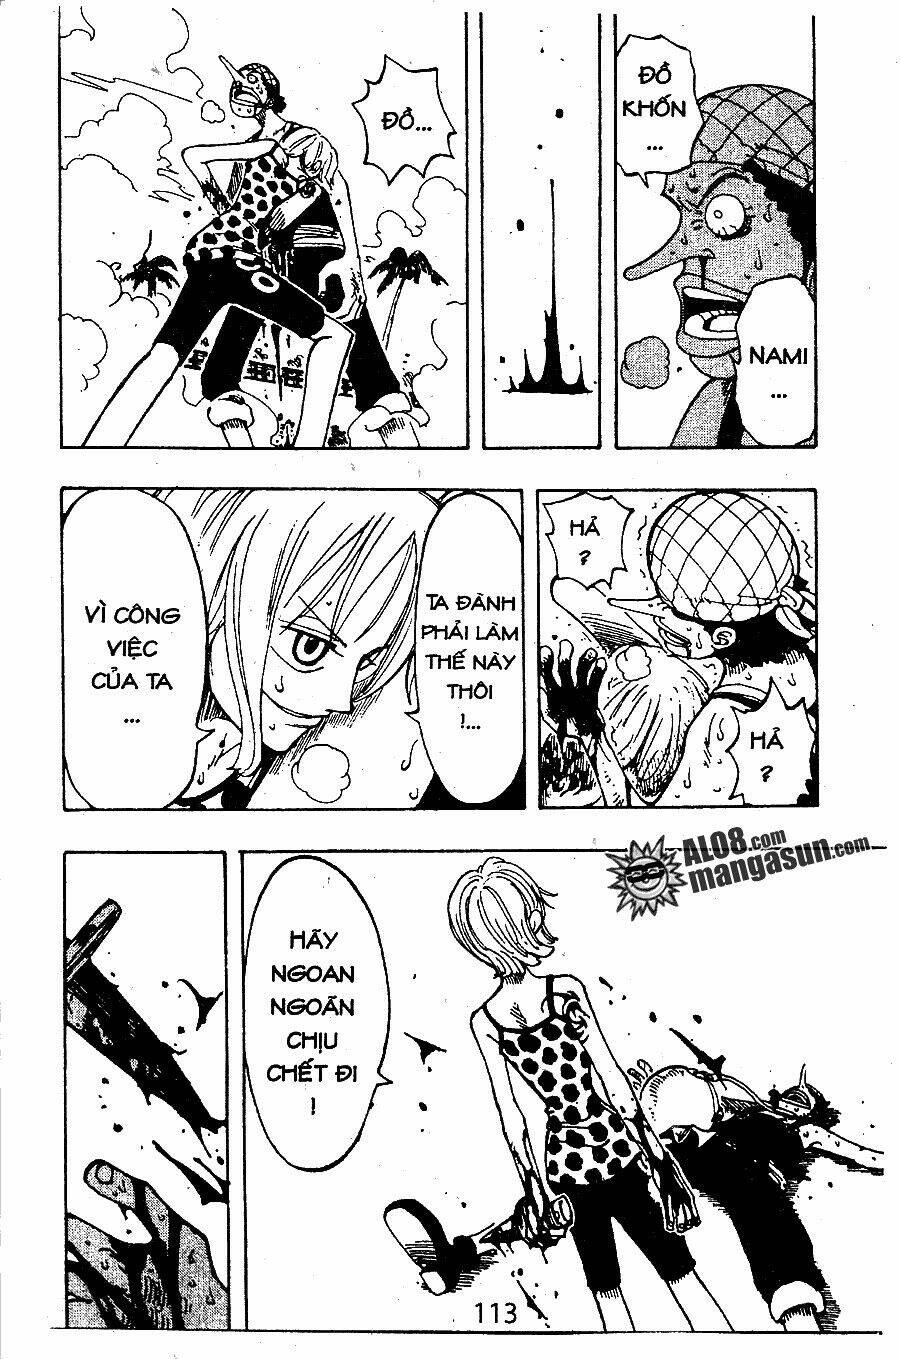 ĐỒ
KHỐN
...
NAMI
...
ĐỒ...
HẢ
?
HẢ
?
TA ĐÀNH
PHẢI LÀM
THẾ NÀY
THÔI
!...
VÌ CÔNG
VIỆC
CỦA TA
...
AL08.com
mangasun.com
HÃY
NGOAN
NGOÃN
CHỊU
CHẾT ĐI
!
113